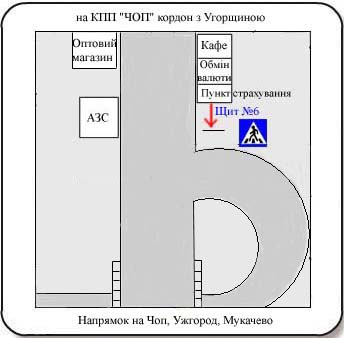 на КПП "ЧОП" кордон з Угорщиною
Оптовий
магазин
Кафе
Обмін
валюти
Пункт страхування
Щит №6
АЗС
Напрямок на Чоп, Ужгород, Мукачево